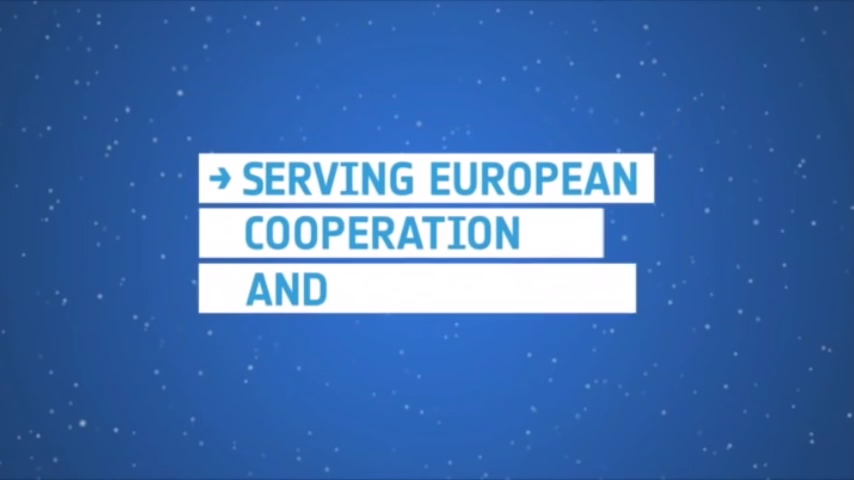 → SERVING EUROPEAN
COOPERATION
AND